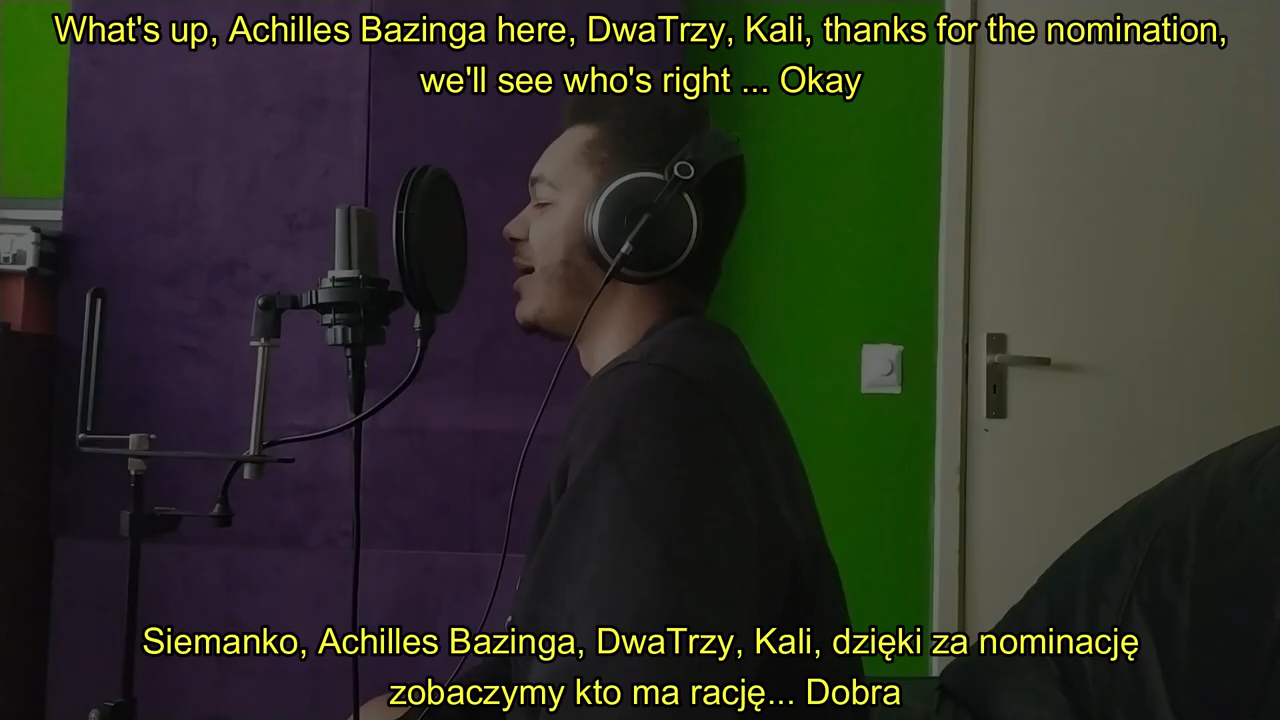 What's up, Achilles Bazinga here, DwaTrzy, Kali, thanks for the nomination,
we'll see who's right ... Okay
Siemanko, Achilles Bazinga, DwaTrzy, Kali, dzięki za nominację
zobaczymy kto ma rację... Dobra